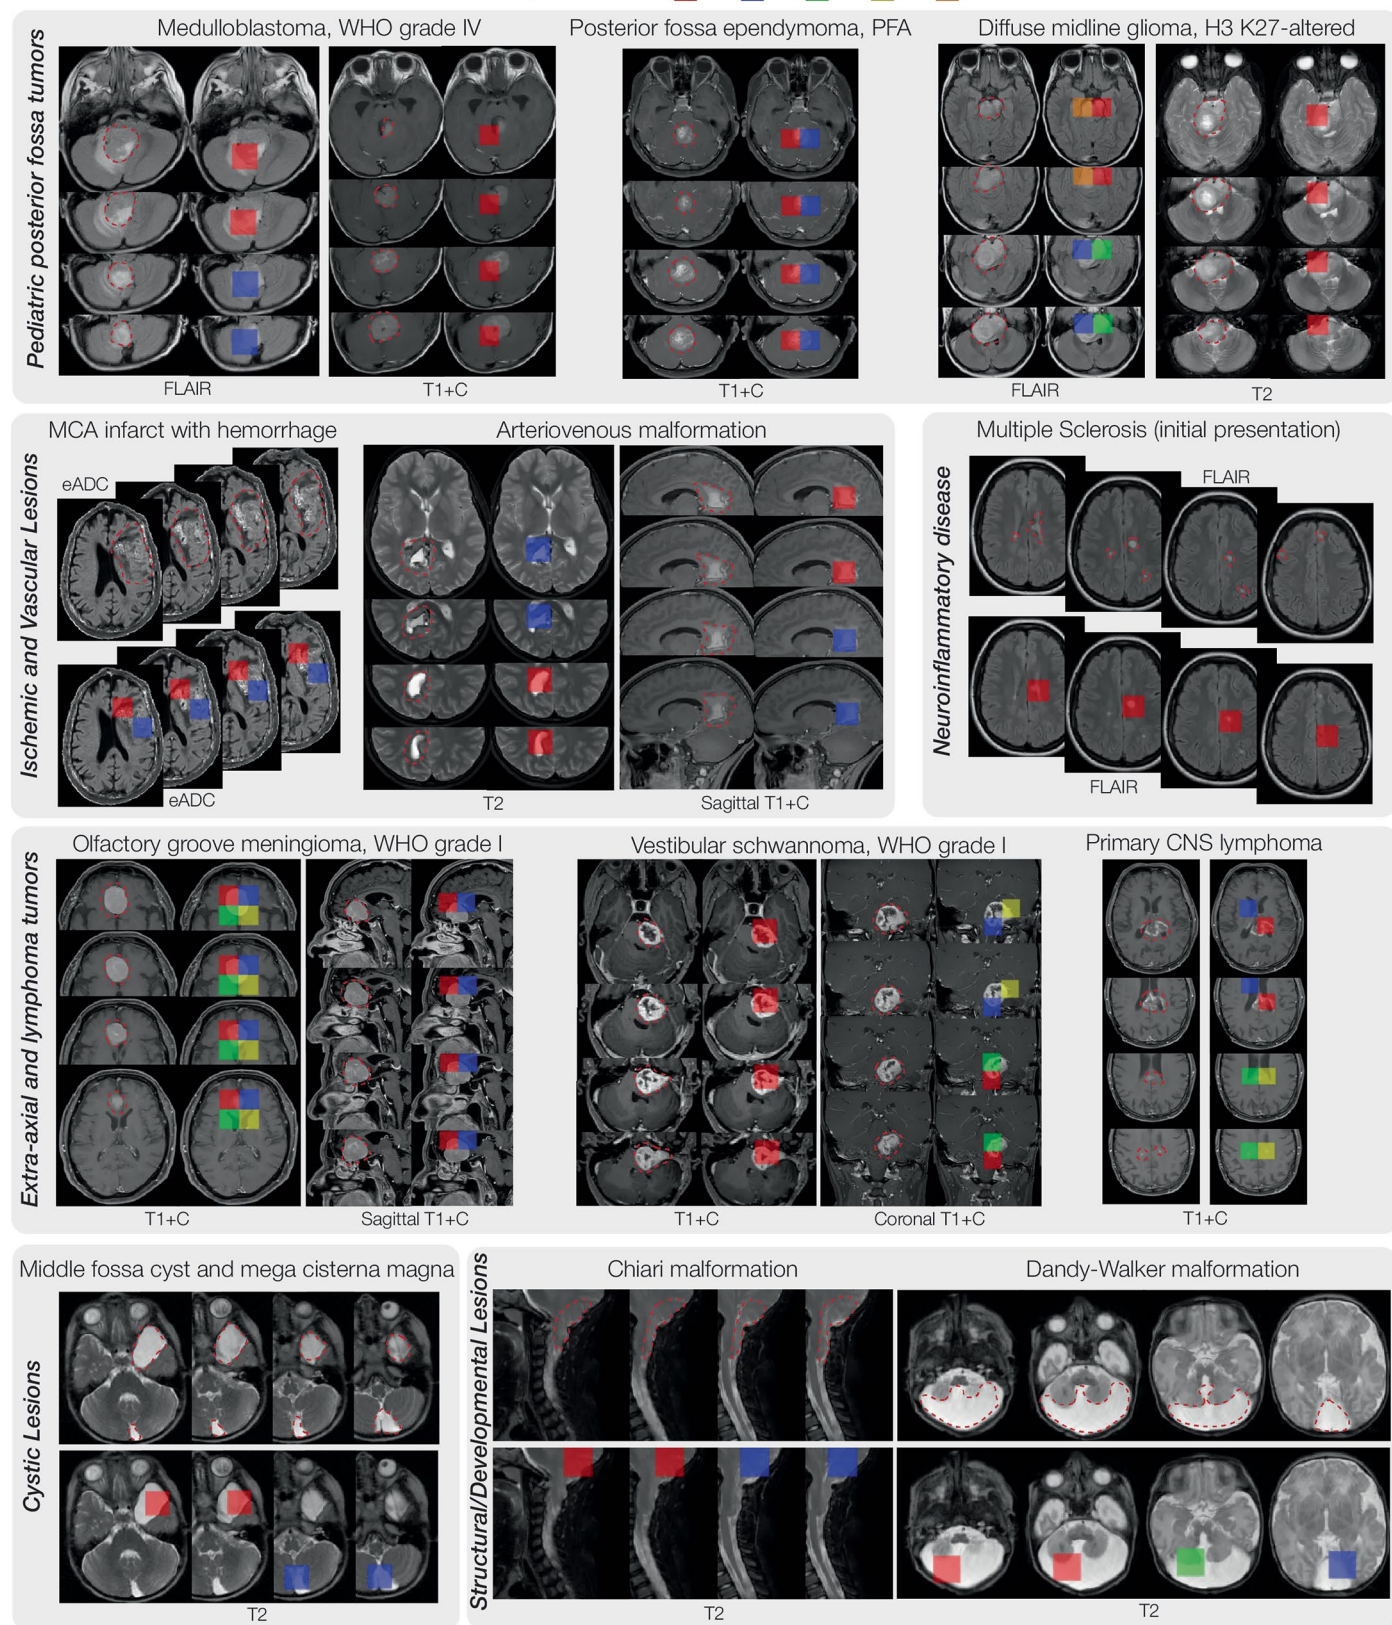 Pediatric posterior fossa tumors
Medulloblastoma, WHO grade IV
Posterior fossa ependymoma, PFA
Diffuse midline glioma, H3 K27-altered
FLAIR
T1+C
T1+C
FLAIR
T2
Ischemic and Vascular Lesions
MCA infarct with hemorrhage
Arteriovenous malformation
eADC
eADC
T2
Sagittal T1+C
Neuroinflammatory disease
Multiple Sclerosis (initial presentation)
FLAIR
FLAIR
Extra-axial and lymphoma tumors
Olfactory groove meningioma, WHO grade I
Vestibular schwannoma, WHO grade I
Primary CNS lymphoma
T1+C
Sagittal T1+C
T1+C
Coronal T1+C
T1+C
Cystic Lesions
Middle fossa cyst and mega cisterna magna
T2
Structural/Developmental Lesions
Chiari malformation
Dandy-Walker malformation
T2
T2